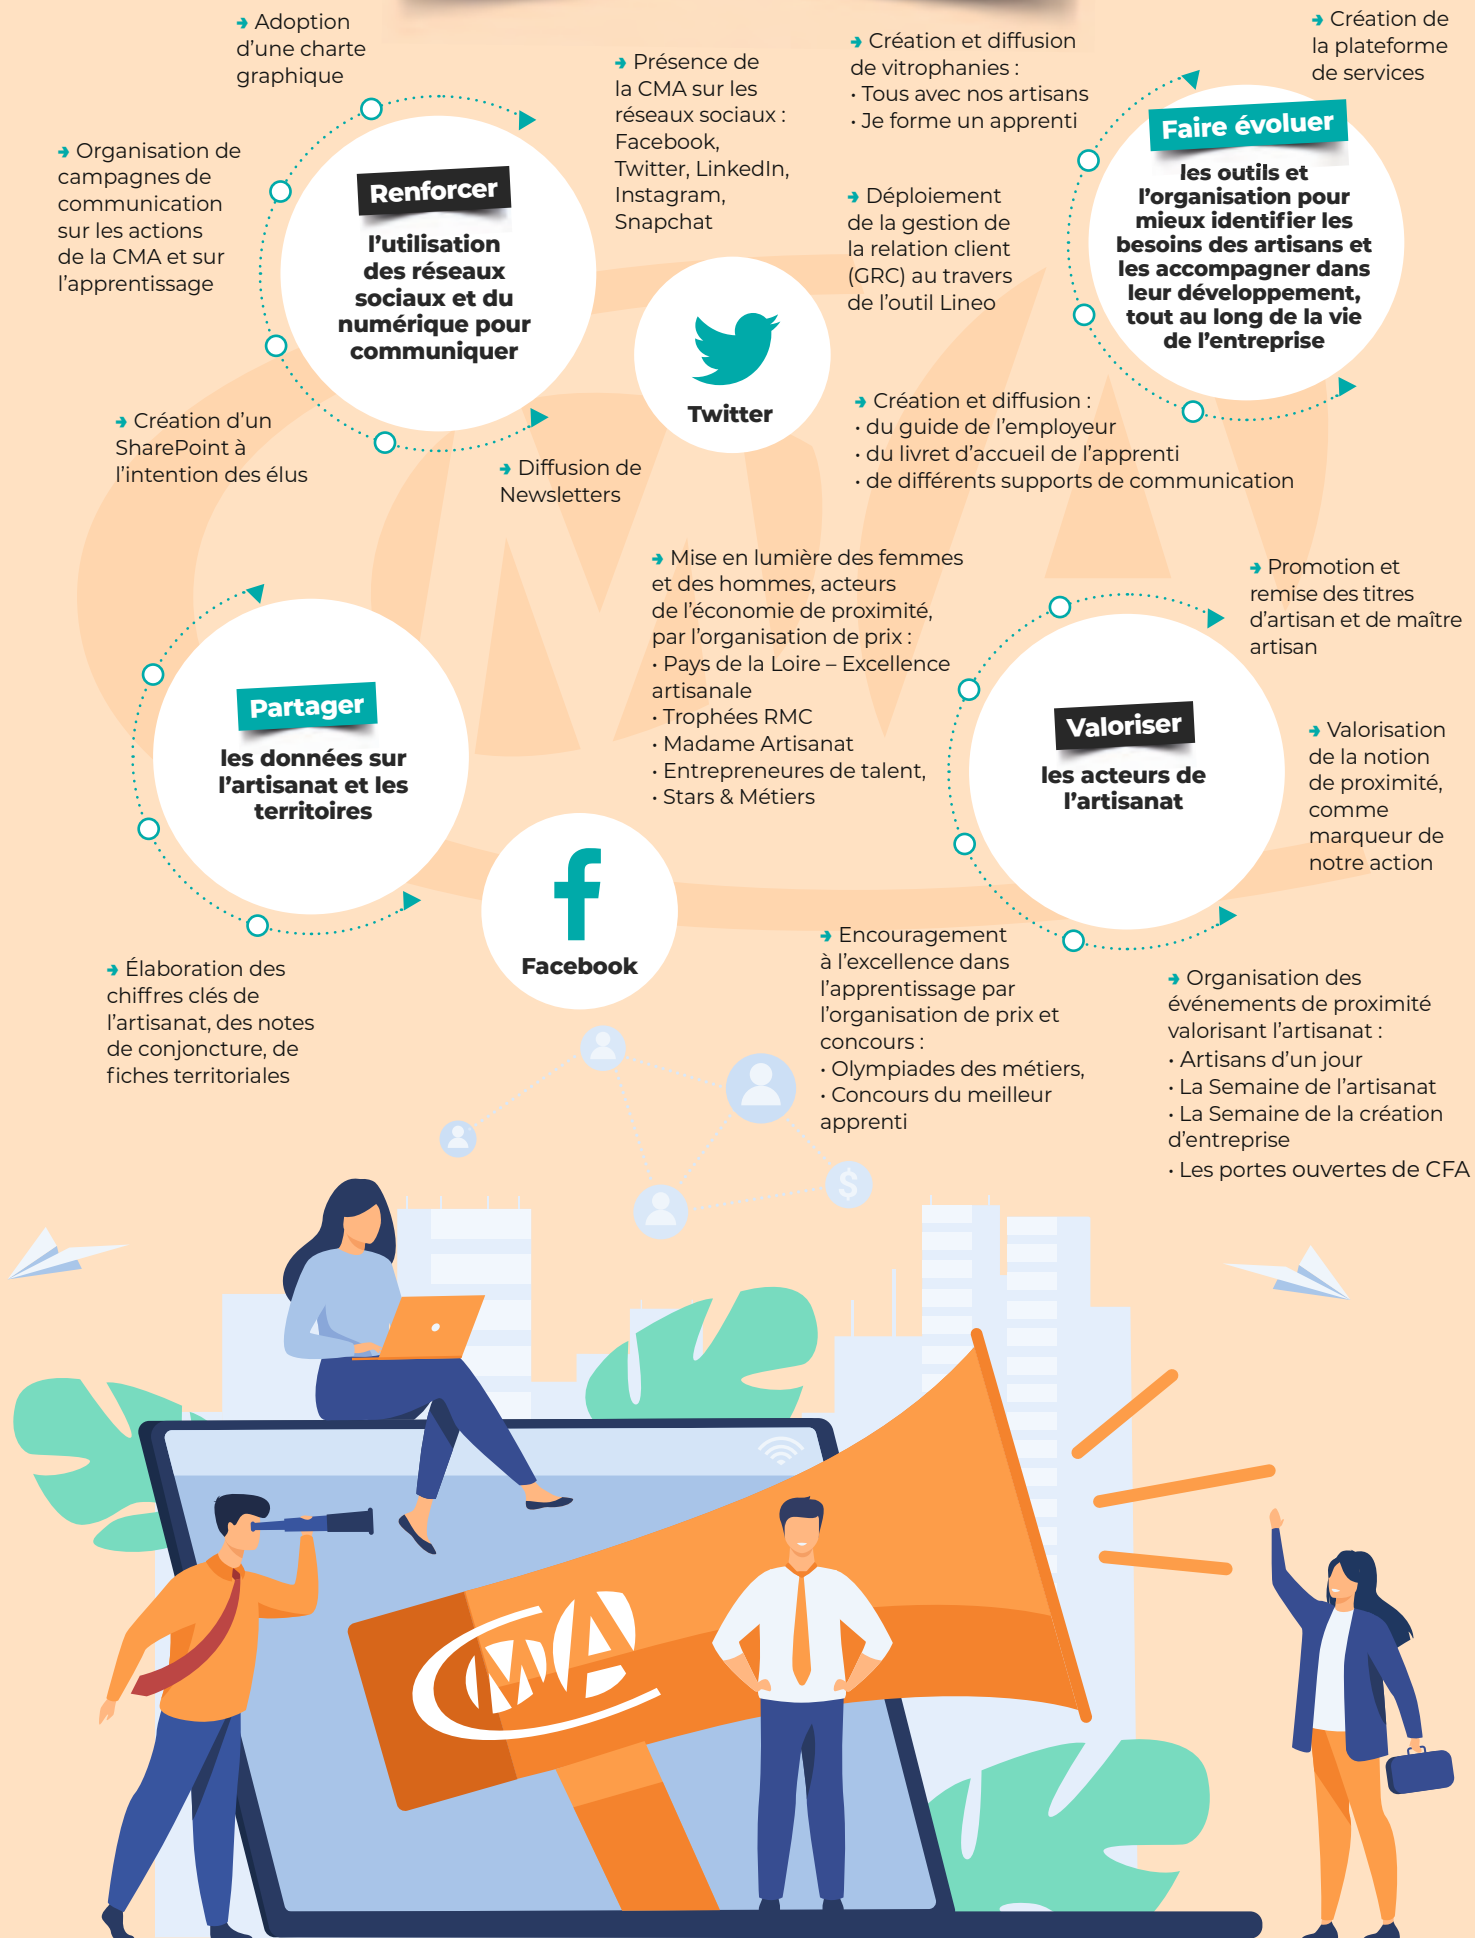 ➔ Adoption
d’une charte
graphique
➔ Organisation de
campagnes de
communication
sur les actions
de la CMA et sur
l’apprentissage
Renforcer
l’utilisation
des réseaux
sociaux et du
numérique pour
communiquer
➔ Présence de
la CMA sur les
réseaux sociaux :
Facebook,
Twitter, LinkedIn,
Instagram,
Snapchat
➔ Création d’un
SharePoint à
l’intention des élus
➔ Diffusion de
Newsletters
Twitter
➔ Création et diffusion
de vitrophanies :
• Tous avec nos artisans
• Je forme un apprenti
➔ Création de
la plateforme
de services
Faire évoluer
les outils et
l’organisation pour
mieux identifier les
besoins des artisans et
les accompagner dans
leur développement,
tout au long de la vie
de l’entreprise
➔ Déploiement
de la gestion de
la relation client
(GRC) au travers
de l’outil Lineo
➔ Création et diffusion :
• du guide de l’employeur
• du livret d’accueil de l’apprenti
• de différents supports de communication
Partager
les données sur
l’artisanat et les
territoires
➔ Élaboration des
chiffres clés de
l’artisanat, des notes
de conjoncture, de
fiches territoriales
Facebook
➔ Mise en lumière des femmes
et des hommes, acteurs
de l’économie de proximité,
par l’organisation de prix :
• Pays de la Loire – Excellence
artisanale
• Trophées RMC
• Madame Artisanat
• Entrepreneures de talent,
• Stars & Métiers
Valoriser
les acteurs de
l’artisanat
➔ Promotion et
remise des titres
d’artisan et de maître
artisan
➔ Valorisation
de la notion
de proximité,
comme
marqueur de
notre action
➔ Encouragement
à l’excellence dans
l’apprentissage par
l’organisation de prix et
concours :
• Olympiades des métiers,
• Concours du meilleur
apprenti
➔ Organisation des
événements de proximité
valorisant l’artisanat :
• Artisans d’un jour
• La Semaine de l’artisanat
• La Semaine de la création
d’entreprise
• Les portes ouvertes de CFA
$
CMA